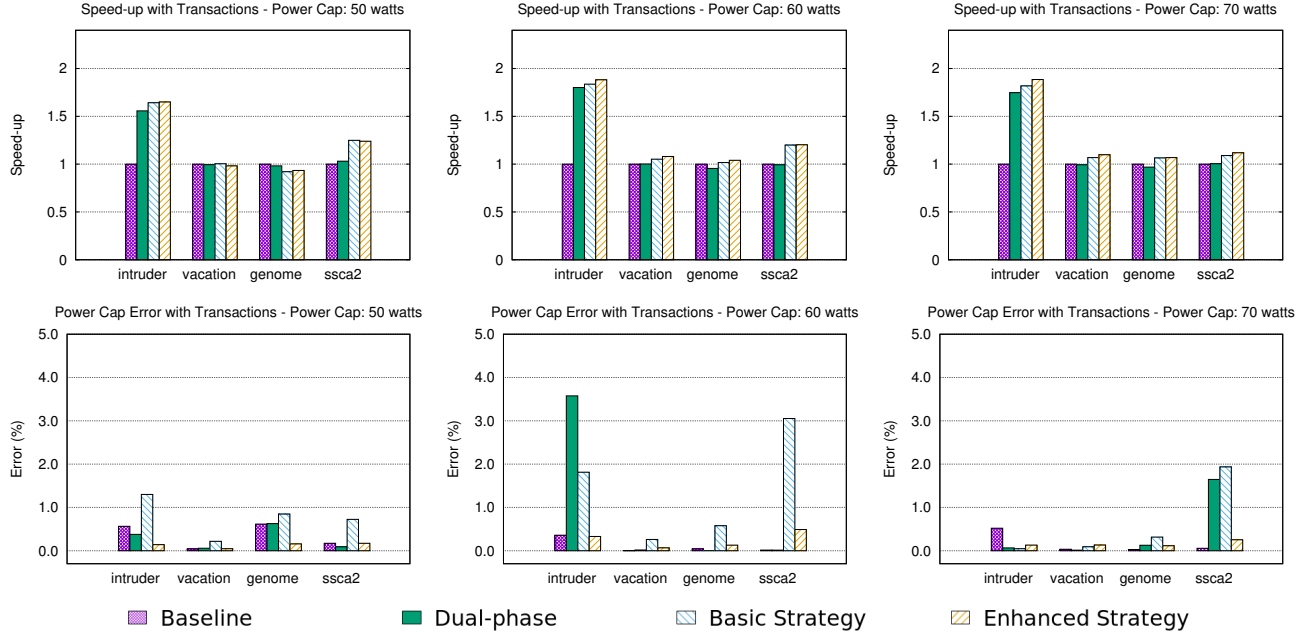 Speed-up with Transactions - Power Cap: 50 watts
Speed-up
2
1.5
1
0.5
0
intruder vacation genome ssca2
Speed-up with Transactions - Power Cap: 60 watts
Speed-up
2
1.5
1
0.5
0
intruder vacation genome ssca2
Speed-up with Transactions - Power Cap: 70 watts
Speed-up
2
1.5
1
0.5
0
intruder vacation genome ssca2
Power Cap Error with Transactions - Power Cap: 50 watts
Error (%)
5.0
4.0
3.0
2.0
1.0
0.0
intruder vacation genome ssca2
Power Cap Error with Transactions - Power Cap: 60 watts
Error (%)
5.0
4.0
3.0
2.0
1.0
0.0
intruder vacation genome ssca2
Power Cap Error with Transactions - Power Cap: 70 watts
Error (%)
5.0
4.0
3.0
2.0
1.0
0.0
intruder vacation genome ssca2
Baseline Dual-phase Basic Strategy Enhanced Strategy